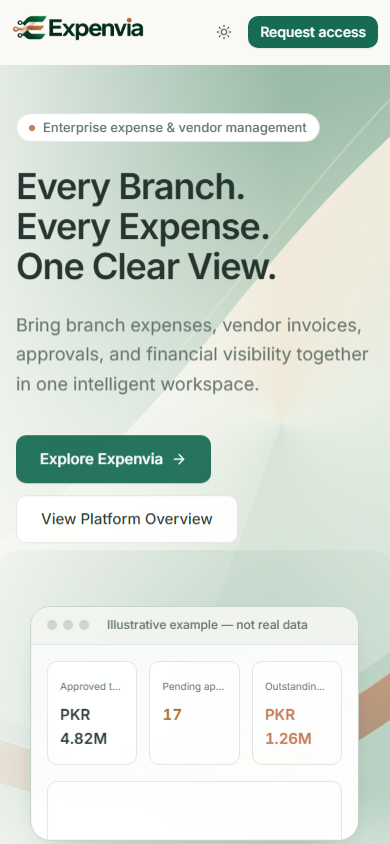 Expenvia
Request access
Enterprise expense & vendor management
Every Branch.
Every Expense.
One Clear View.
Bring branch expenses, vendor invoices,
approvals, and financial visibility together
in one intelligent workspace.
Explore Expenvia →
View Platform Overview
Illustrative example — not real data
Approved t...
Pending ap...
Outstandin...
PKR
4.82M
17
PKR
1.26M